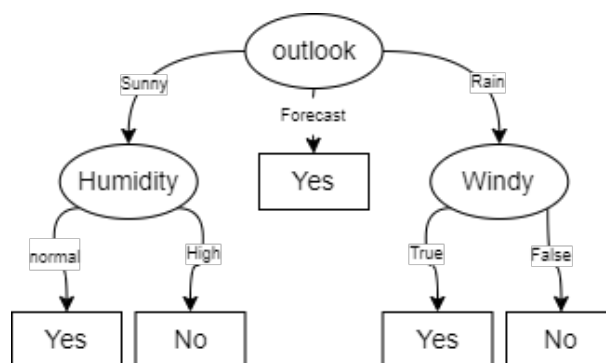 outlook
Sunny
Forecast
Rain
Humidity
Yes
Windy
normal
High
True
False
Yes
No
Yes
No